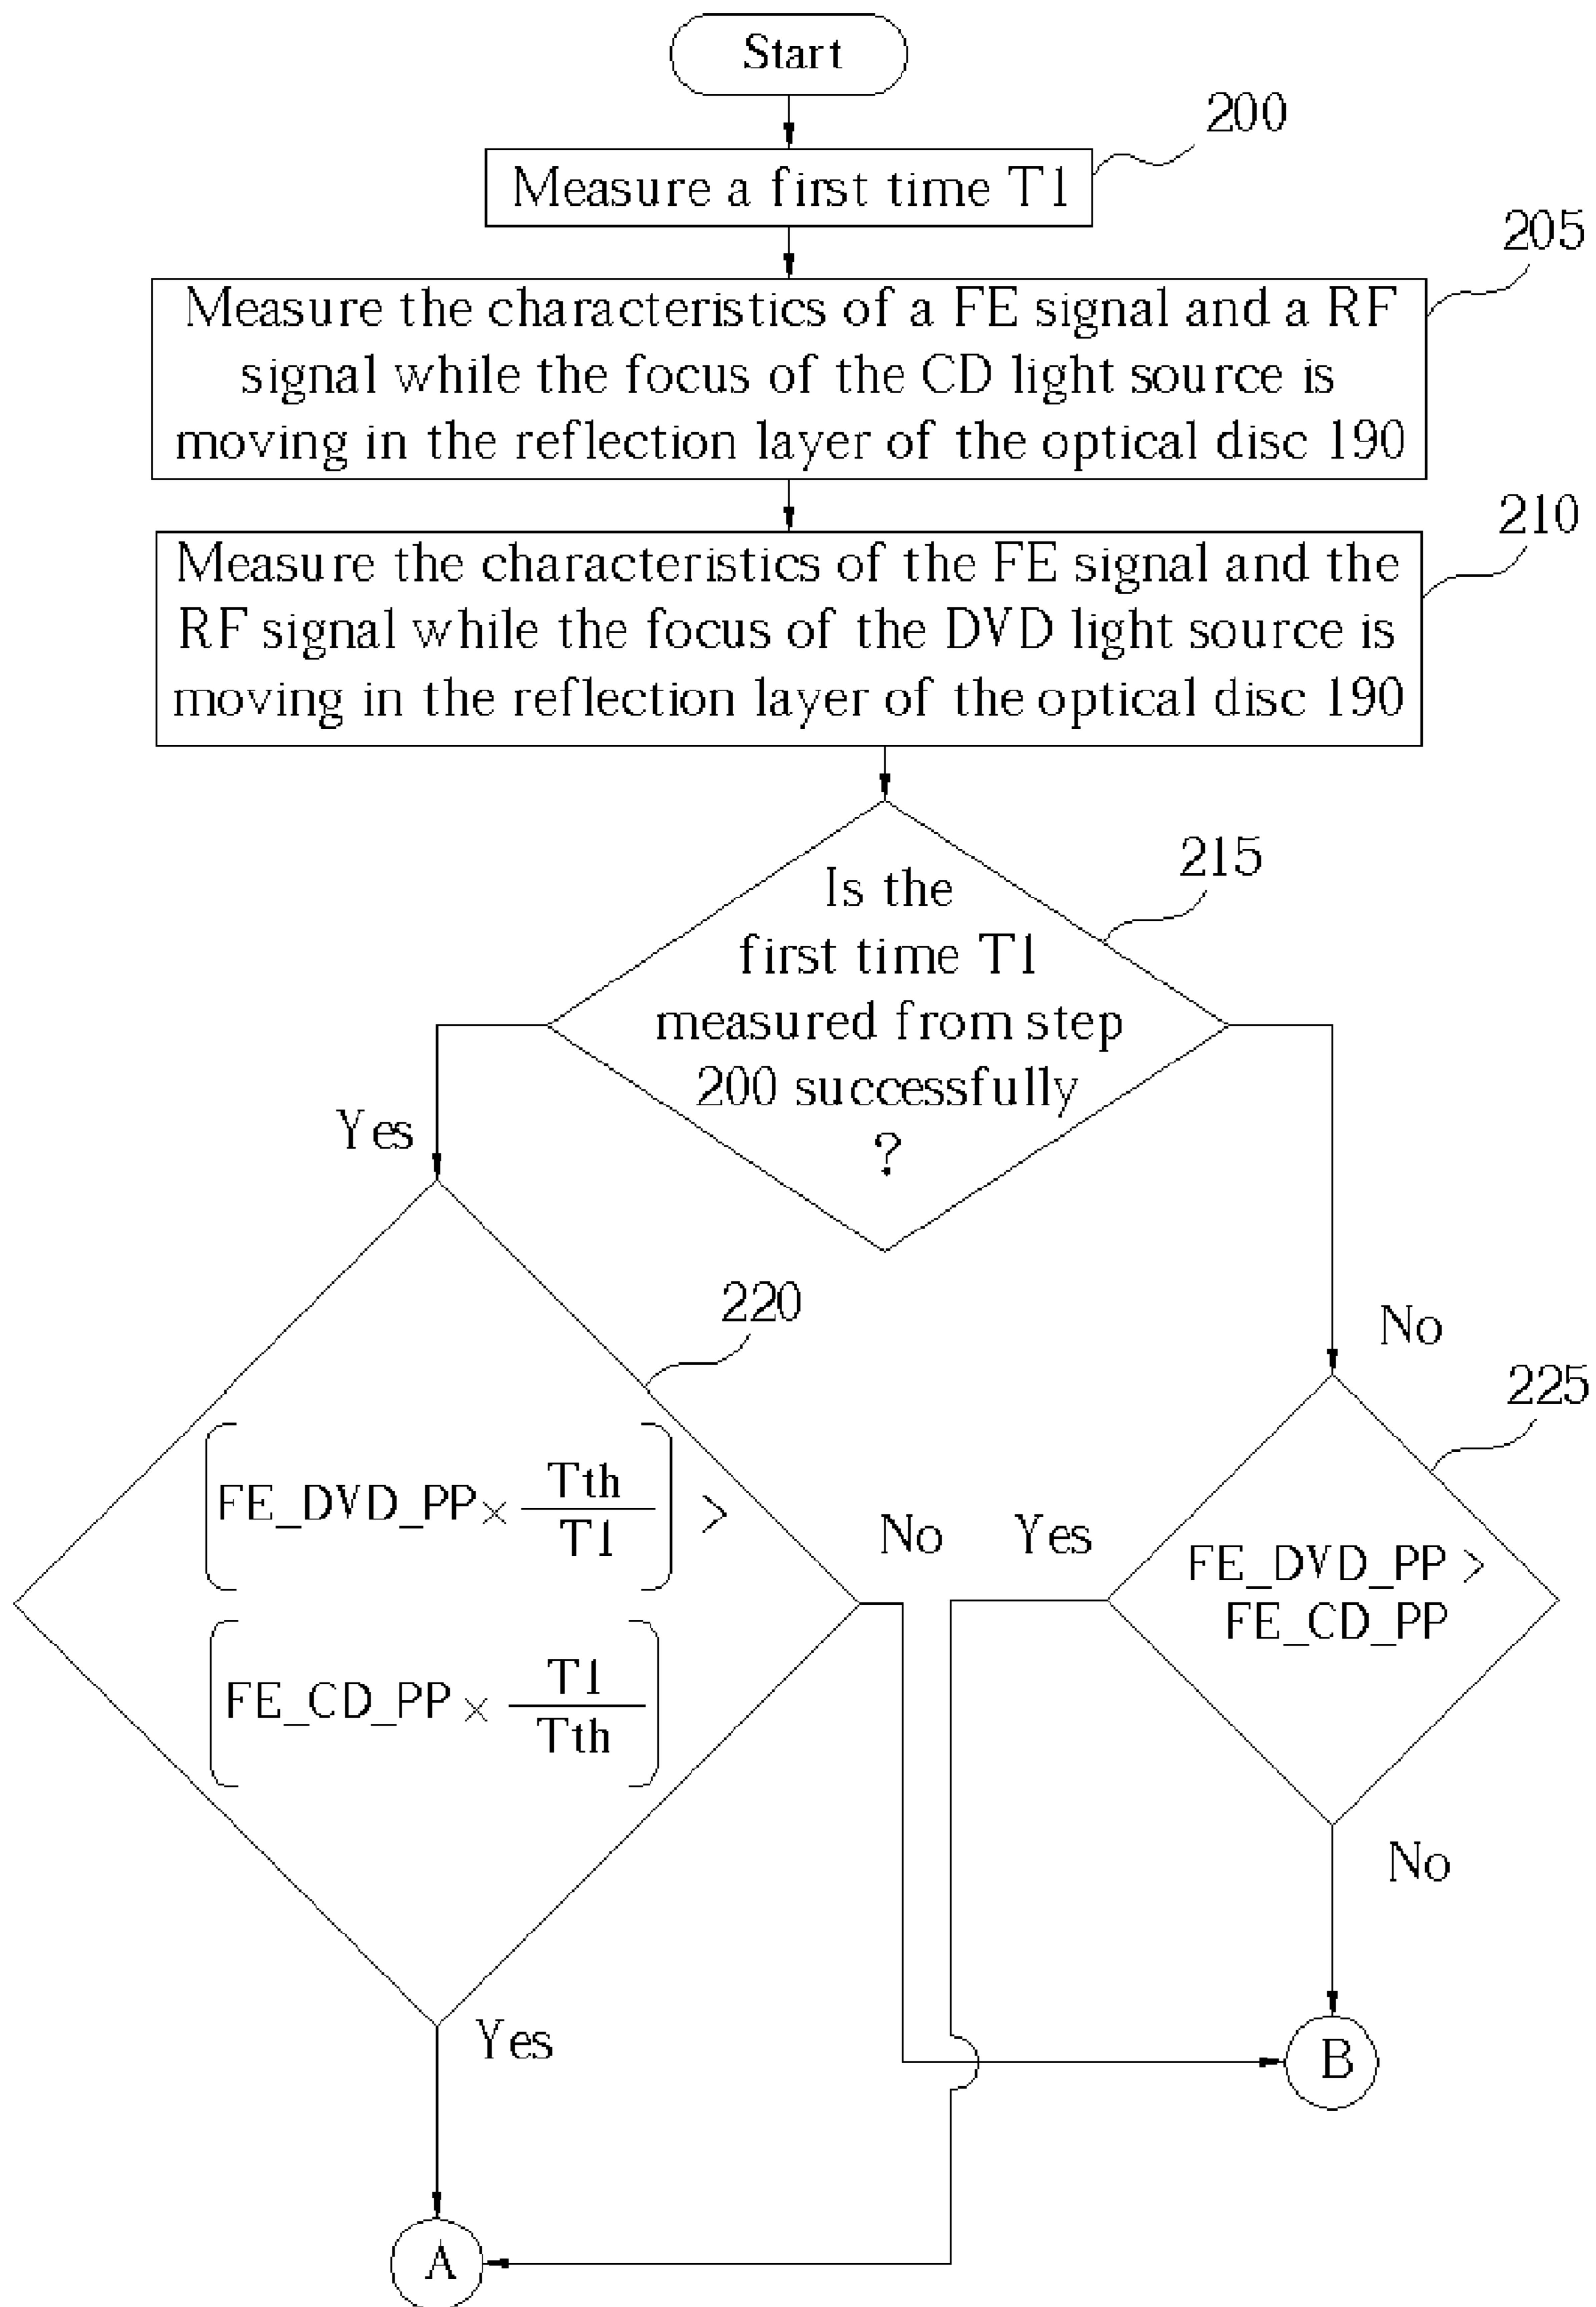 Start
200
Measure a first time T1
205
Measure the characteristics of a FE signal and a RF
signal while the focus of the CD light source is
moving in the reflection layer of the optical disc 190
210
Measure the characteristics of the FE signal and the
RF signal while the focus of the DVD light source is
moving in the reflection layer of the optical disc 190
215
Is the
first time T1
measured from step
200 successfully
?
Yes
No
220
[FE_DVD_PP × Tth/T1] >
[FE_CD_PP × T1/Tth]
225
FE_DVD_PP >
FE_CD_PP
No
Yes
No
Yes
B
A